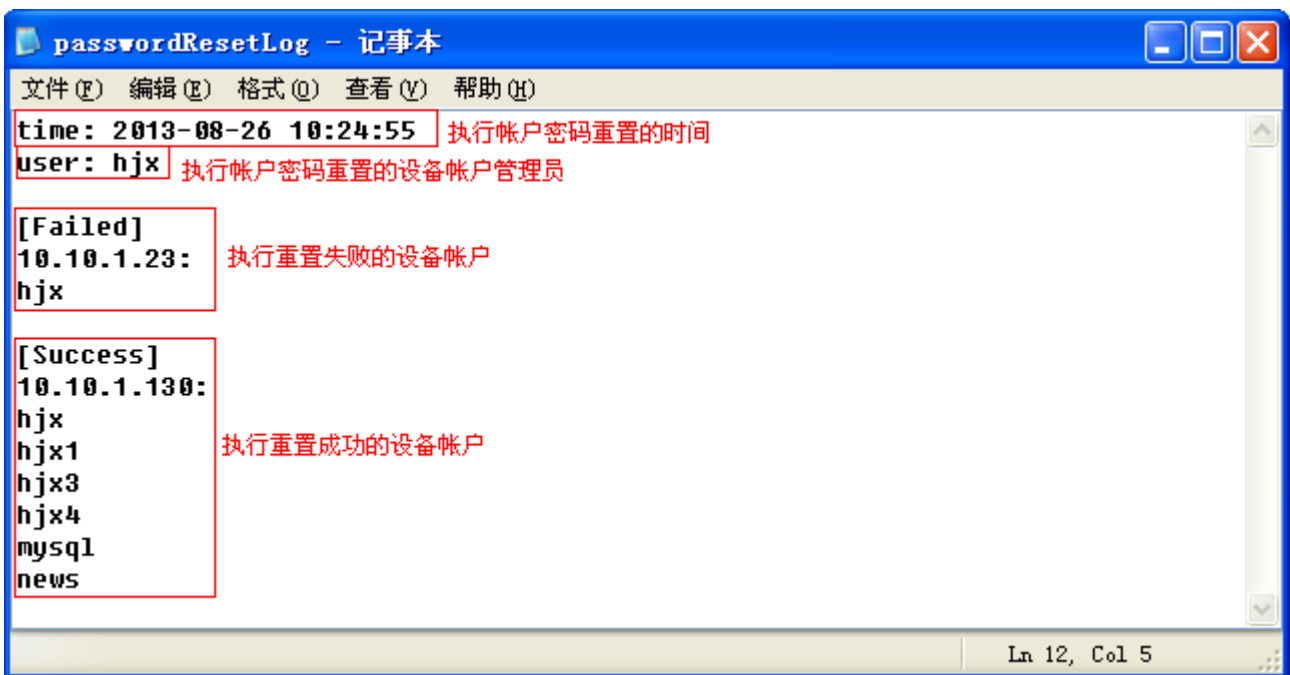 passwordResetLog - 记事本
文件(F) 编辑(E) 格式(O) 查看(V) 帮助(H)
time: 2013-08-26 10:24:55 执行帐户密码重置的时间
user: hjx 执行帐户密码重置的设备帐户管理员
[Failed]
10.10.1.23: 执行重置失败的设备帐户
hjx
[Success]
10.10.1.130:
hjx
hjx1 执行重置成功的设备帐户
hjx3
hjx4
mysql
news
Ln 12, Col 5